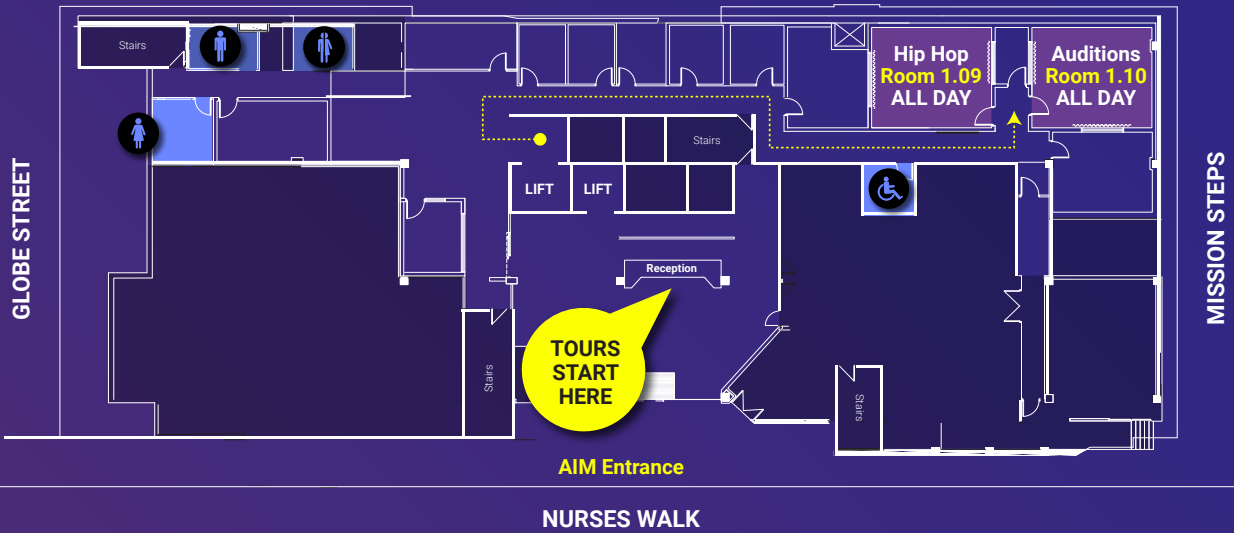 Stairs
Hip Hop
Room 1.09
ALL DAY
Auditions
Room 1.10
ALL DAY
Stairs
LIFT
LIFT
GLOBE STREET
MISSION STEPS
Reception
TOURS
START
HERE
Stairs
Stairs
AIM Entrance
NURSES WALK